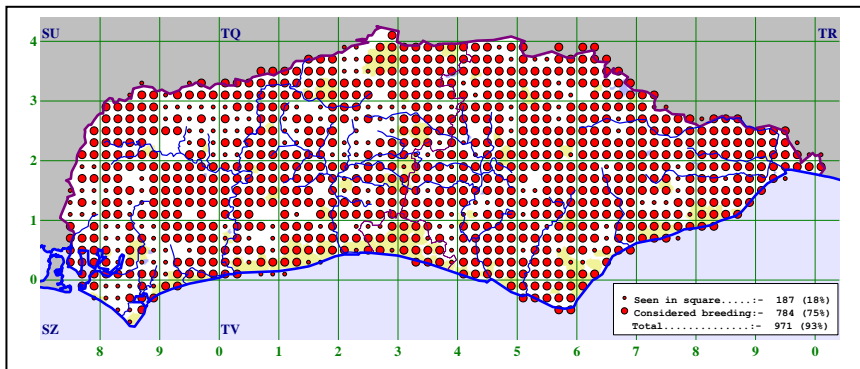 SU TQ TR
4
3
2
1
0
Seen in square.....:- 187 (18%)
Considered breeding:- 784 (75%)
Total..............:- 971 (93%)
SZ TV
8 9 0 1 2 3 4 5 6 7 8 9 0